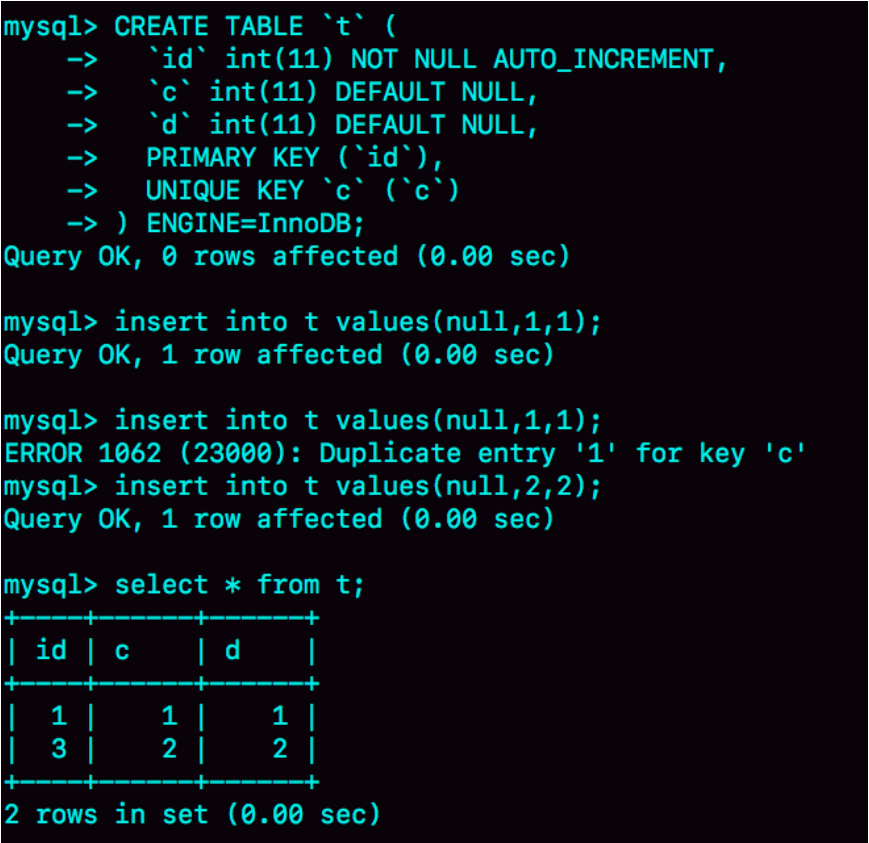 mysql> CREATE TABLE `t` (
    ->   `id` int(11) NOT NULL AUTO_INCREMENT,
    ->   `c` int(11) DEFAULT NULL,
    ->   `d` int(11) DEFAULT NULL,
    ->   PRIMARY KEY (`id`),
    ->   UNIQUE KEY `c` (`c`)
    -> ) ENGINE=InnoDB;
Query OK, 0 rows affected (0.00 sec)

mysql> insert into t values(null,1,1);
Query OK, 1 row affected (0.00 sec)

mysql> insert into t values(null,1,1);
ERROR 1062 (23000): Duplicate entry '1' for key 'c'
mysql> insert into t values(null,2,2);
Query OK, 1 row affected (0.00 sec)

mysql> select * from t;
+----+------+------+
| id | c    | d    |
+----+------+------+
|  1 |    1 |    1 |
|  3 |    2 |    2 |
+----+------+------+
2 rows in set (0.00 sec)